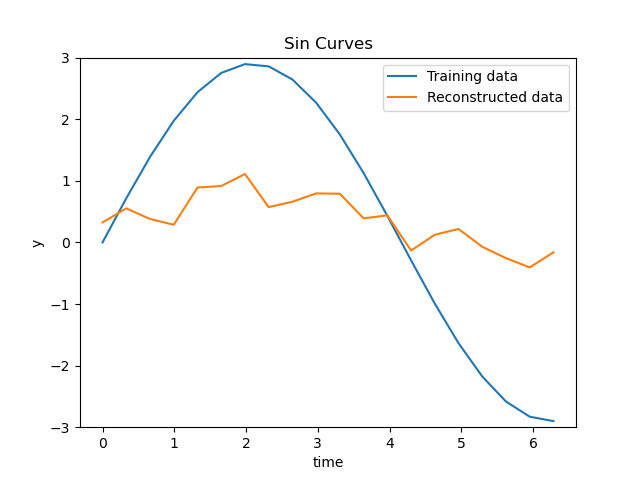 Sin Curves
Training data
Reconstructed data
3
2
1
0
−1
−2
−3
y
0 1 2 3 4 5 6
time